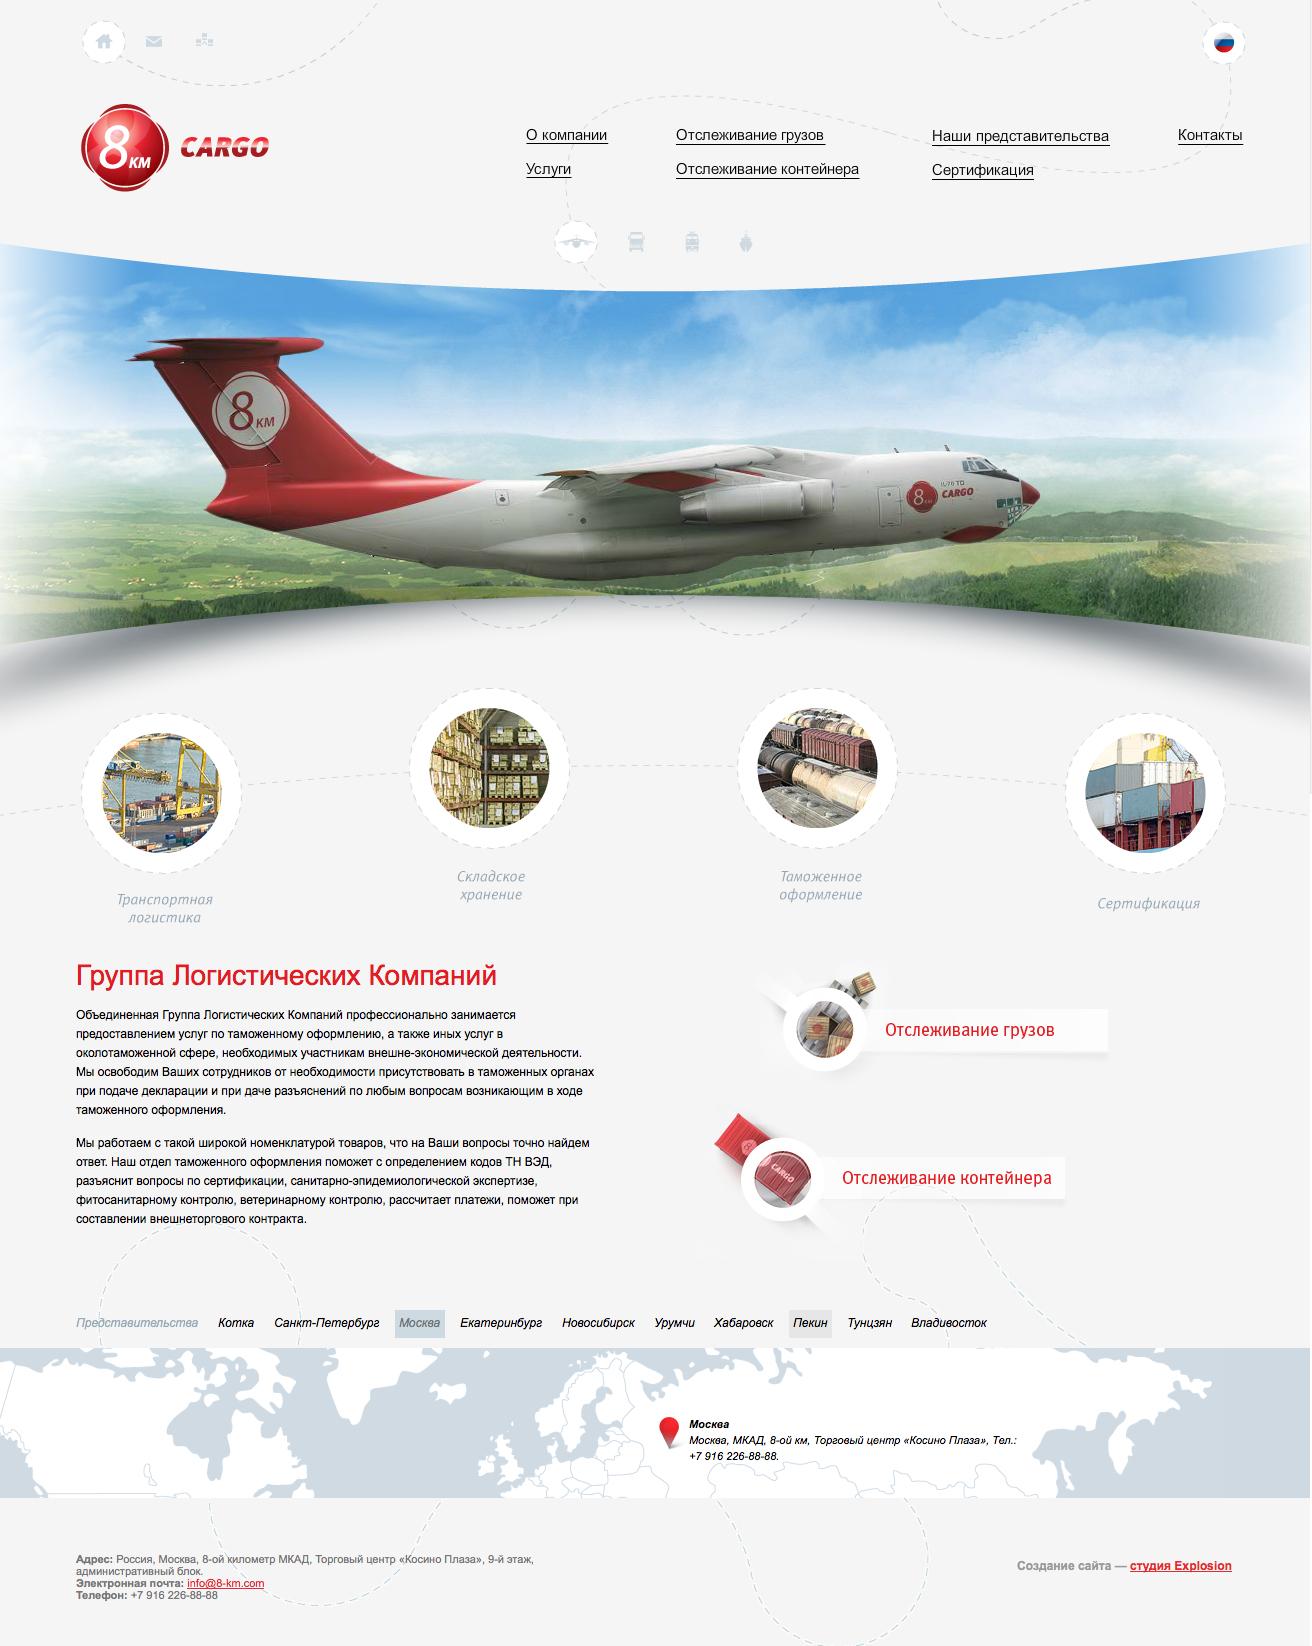 8 КМ CARGO
О компании
Отслеживание грузов
Наши представительства
Контакты
Услуги
Отслеживание контейнера
Сертификация
8 КМ
IL-76 TD
8 КМ CARGO
Транспортная
логистика
Складское
хранение
Таможенное
оформление
Сертификация
Группа Логистических Компаний
Объединенная Группа Логистических Компаний профессионально занимается
предоставлением услуг по таможенному оформлению, а также иных услуг в
околотаможенной сфере, необходимых участникам внешне-экономической деятельности.
Мы освободим Ваших сотрудников от необходимости присутствовать в таможенных органах
при подаче декларации и при даче разъяснений по любым вопросам возникающим в ходе
таможенного оформления.
Мы работаем с такой широкой номенклатурой товаров, что на Ваши вопросы точно найдем
ответ. Наш отдел таможенного оформления поможет с определением кодов ТН ВЭД,
разъяснит вопросы по сертификации, санитарно-эпидемиологической экспертизе,
фитосанитарному контролю, ветеринарному контролю, рассчитает платежи, поможет при
составлении внешнеторгового контракта.
Отслеживание грузов
8
CARGO
Отслеживание контейнера
Представительства Котка Санкт-Петербург Москва Екатеринбург Новосибирск Урумчи Хабаровск Пекин Тунцзян Владивосток
Москва
Москва, МКАД, 8-ой км, Торговый центр «Косино Плаза», Тел.:
+7 916 226-88-88.
Адрес: Россия, Москва, 8-ой километр МКАД, Торговый центр «Косино Плаза», 9-й этаж,
административный блок.
Электронная почта: info@8-km.com
Телефон: +7 916 226-88-88
Создание сайта — студия Explosion